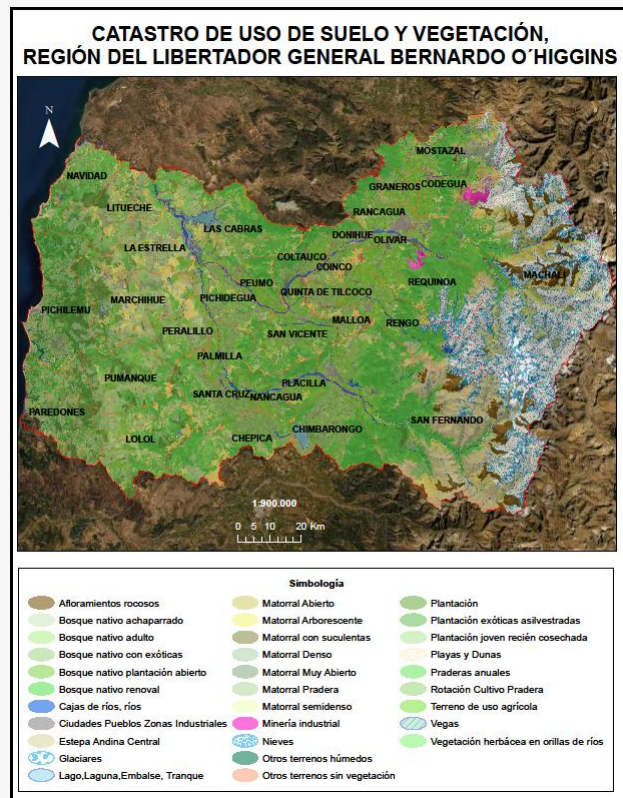 CATASTRO DE USO DE SUELO Y VEGETACIÓN,
REGIÓN DEL LIBERTADOR GENERAL BERNARDO O´HIGGINS
N
MOSTAZAL
NAVIDAD
GRANEROS
CODEGUA
LITUECHE
RANCAGUA
LAS CABRAS
DONIHUE
OLIVAR
LA ESTRELLA
COLTAUCO
COINCO
MACHALI
PEUMO
REQUINOA
QUINTA DE TILCOCO
MARCHIHUE
PICHIDEGUA
PICHILEMU
MALLOA
RENGO
PERALILLO
SAN VICENTE
PALMILLA
PUMANQUE
PLACILLA
SANTA CRUZ
NANCAGUA
PAREDONES
SAN FERNANDO
CHIMBARONGO
LOLOL
CHEPICA
1:900.000
0 5 10 20 Km
Simbología
Afloramientos rocosos
Bosque nativo achaparrado
Bosque nativo adulto
Bosque nativo con exóticas
Bosque nativo plantación abierto
Bosque nativo renoval
Cajas de ríos, ríos
Ciudades Pueblos Zonas Industriales
Estepa Andina Central
Glaciares
Lago,Laguna,Embalse, Tranque
Matorral Abierto
Matorral Arborescente
Matorral con suculentas
Matorral Denso
Matorral Muy Abierto
Matorral Pradera
Matorral semidenso
Minería industrial
Nieves
Otros terrenos húmedos
Otros terrenos sin vegetación
Plantación
Plantación exóticas asilvestradas
Plantación joven recién cosechada
Playas y Dunas
Praderas anuales
Rotación Cultivo Pradera
Terreno de uso agrícola
Vegas
Vegetación herbácea en orillas de ríos